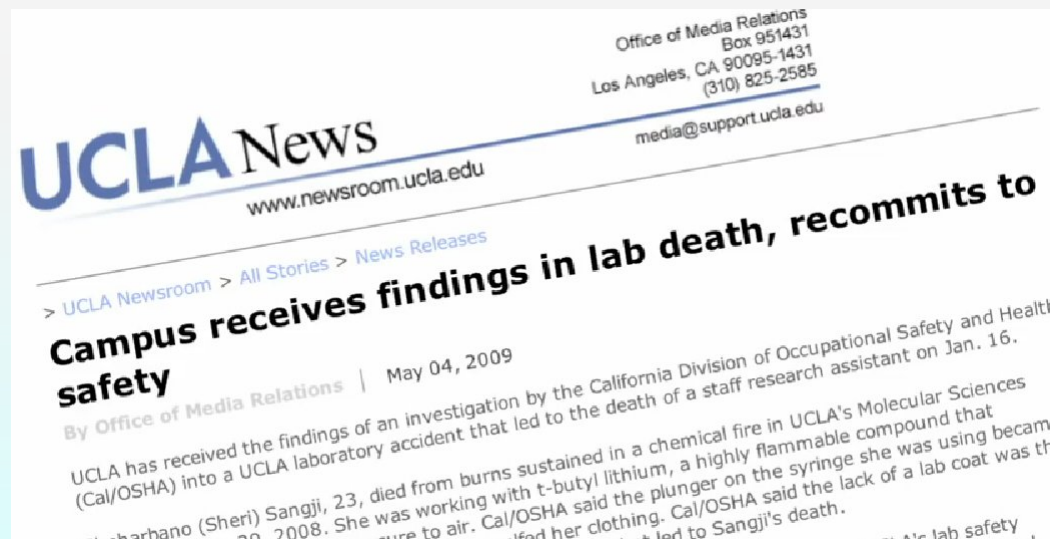 Office of Media Relations
Box 951431
Los Angeles, CA 90095-1431
(310) 825-2585
UCLA News
www.newsroom.ucla.edu
media@support.ucla.edu
> UCLA Newsroom > All Stories > News Releases
Campus receives findings in lab death, recommits to
safety
By Office of Media Relations | May 04, 2009
UCLA has received the findings of an investigation by the California Division of Occupational Safety and Health
(Cal/OSHA) into a UCLA laboratory accident that led to the death of a staff research assistant on Jan. 16.
(Sheri) Sangji, 23, died from burns sustained in a chemical fire in UCLA's Molecular Sciences
2008. She was working with t-butyl lithium, a highly flammable compound that
to air. Cal/OSHA said the plunger on the syringe she was using
her clothing. Cal/OSHA said the lack of a lab coat was
led to Sangji's death.
lab safety